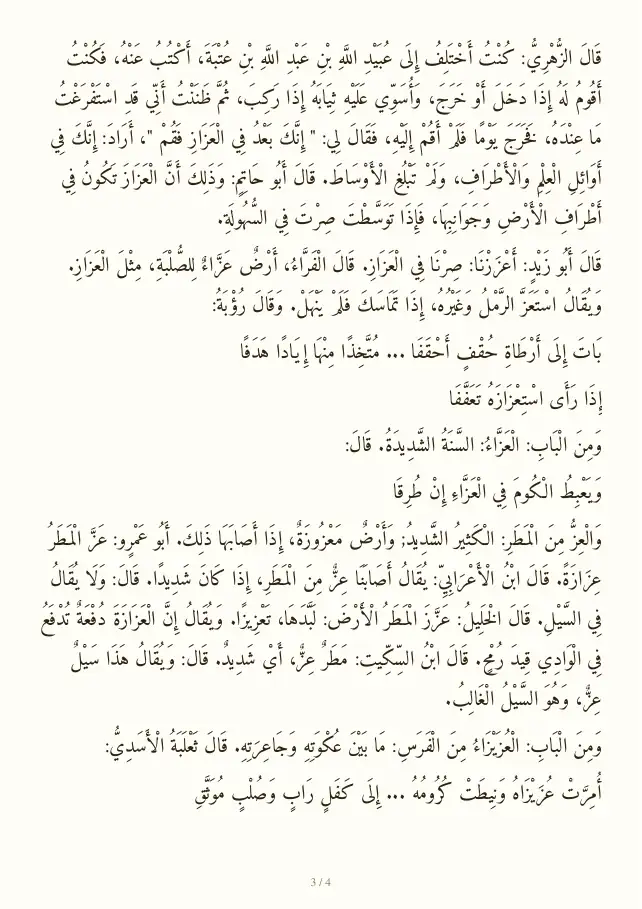 قَالَ الزُّهْرِيُّ: كُنْتُ أَخْتَلِفُ إِلَى عُبَيْدِ اللَّهِ بْنِ عَبْدِ اللَّهِ بْنِ عُتْبَةَ، أَكْتُبُ عَنْهُ، فَكُنْتُ
أَقُومُ لَهُ إِذَا دَخَلَ أَوْ خَرَجَ، وَأُسَوِّي عَلَيْهِ ثِيَابَهُ إِذَا رَكِبَ، ثُمَّ ظَنَنْتُ أَنِّي قَدِ اسْتَفْرَغْتُ
مَا عِنْدَهُ، فَخَرَجَ يَوْمًا فَلَمْ أَقُمْ إِلَيْهِ، فَقَالَ لِي: " إِنَّكَ بَعْدُ فِي الْعَزَازِ فَقُمْ "، أَرَادَ: إِنَّكَ فِي
أَوَائِلِ الْعِلْمِ وَالْأَطْرَافِ، وَلَمْ تَبْلُغِ الْأَوْسَاطَ. قَالَ أَبُو حَاتِمٍ: وَذَلِكَ أَنَّ الْعَزَازَ تَكُونُ فِي
أَطْرَافِ الْأَرْضِ وَجَوَانِبِهَا، فَإِذَا تَوَسَّطْتَ صِرْتَ فِي السُّهُولَةِ.
قَالَ أَبُو زَيْدٍ: أَعْزَزْنَا: صِرْنَا فِي الْعَزَازِ. قَالَ الْفَرَّاءُ، أَرْضٌ عَزَّاءُ لِلصُّلْبَةِ، مِثْلَ الْعَزَازِ.
وَيُقَالُ اسْتَعَزَّ الرَّمْلُ وَغَيْرُهُ، إِذَا تَمَاسَكَ فَلَمْ يَنْهَلْ. وَقَالَ رُؤْبَةُ:
بَاتَ إِلَى أَرْطَاةِ حُقْفٍ أَحْقَفَا ... مُتَّخِذًا مِنْهَا إِيَادًا هَدَفًا
إِذَا رَأَى اسْتِعْزَازَهُ تَعَفَّفَا
وَمِنَ الْبَابِ: الْعَزَّاءُ: السَّنَةُ الشَّدِيدَةُ. قَالَ:
وَيَعْبِطُ الْكُومَ فِي الْعَزَّاءِ إِنْ طُرِقَا
وَالْعِزُّ مِنَ الْمَطَرِ: الْكَثِيرُ الشَّدِيدُ; وَأَرْضٌ مَعْزُوزَةٌ، إِذَا أَصَابَهَا ذَلِكَ. أَبُو عَمْرٍو: عَزَّ الْمَطَرُ
عِزَازَةً. قَالَ ابْنُ الْأَعْرَابِيِّ: يُقَالُ أَصَابَنَا عِزٌّ مِنَ الْمَطَرِ، إِذَا كَانَ شَدِيدًا. قَالَ: وَلَا يُقَالُ
فِي السَّيْلِ. قَالَ الْخَلِيلُ: عَزَّزَ الْمَطَرُ الْأَرْضَ: لَبَّدَهَا، تَعْزِيزًا. وَيُقَالُ إِنَّ الْعَزَازَةَ دُفْعَةٌ تُدْفَعُ
فِي الْوَادِي قِيدَ رُمْحٍ. قَالَ ابْنُ السِّكِّيتِ: مَطَرٌ عِزٌّ، أَيْ شَدِيدٌ. قَالَ: وَيُقَالُ هَذَا سَيْلٌ
عِزٌّ، وَهُوَ السَّيْلُ الْغَالِبُ.
وَمِنَ الْبَابِ: الْعُزَيْزَاءُ مِنَ الْفَرَسِ: مَا بَيْنَ عُكْوَتِهِ وَجَاعِرَتِهِ. قَالَ ثَعْلَبَةُ الْأَسَدِيُّ:
أُمِرَّتْ عُزَيْزَاهُ وَنِيطَتْ كُرُومُهُ ... إِلَى كَفَلٍ رَابٍ وَصُلْبٍ مُوَثَّقِ
3 / 4